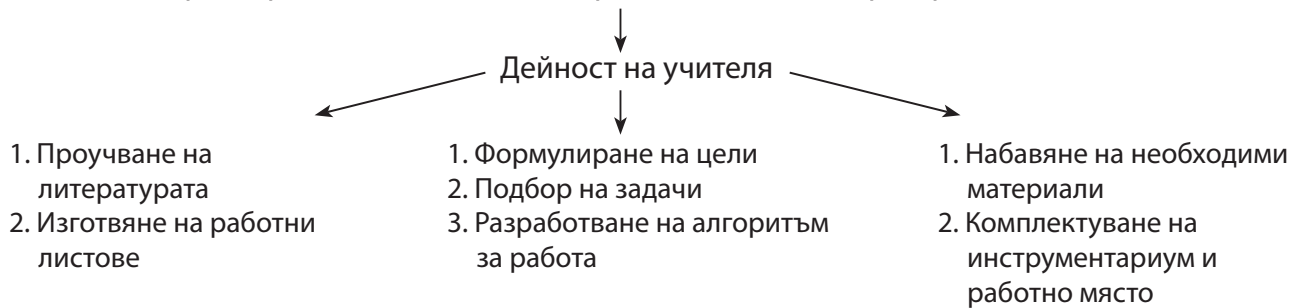 Дейност на учителя
1. Проучване на
литературата
2. Изготвяне на работни
листове
1. Формулиране на цели
2. Подбор на задачи
3. Разработване на алгоритъм
за работа
1. Набавяне на необходими
материали
2. Комплектуване на
инструментариум и
работно място